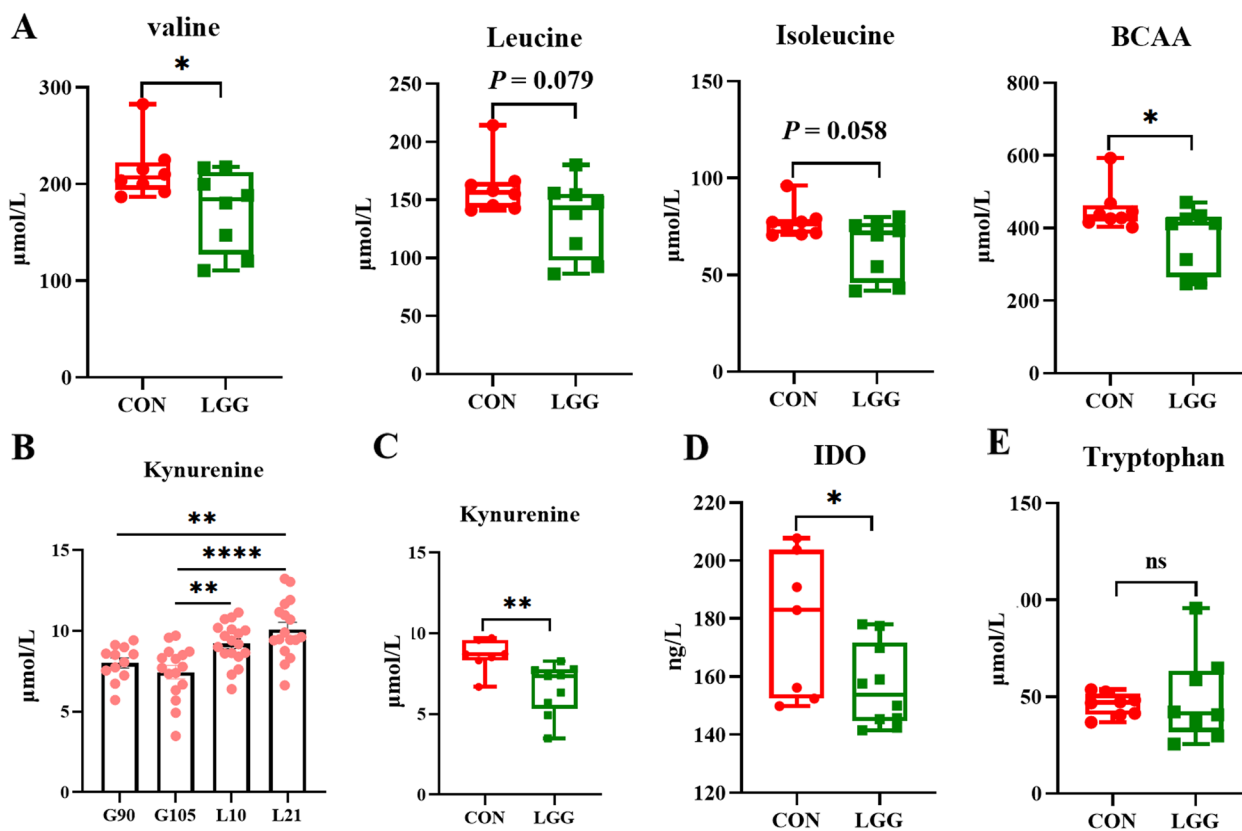 A
valine
*
300
200
100
0
µmol/L
CON LGG
Leucine
P = 0.079
250
200
150
100
50
0
µmol/L
CON LGG
Isoleucine
P = 0.058
150
100
50
0
µmol/L
CON LGG
BCAA
*
800
600
400
200
0
µmol/L
CON LGG
B
Kynurenine
**
****
**
15
10
5
0
µmol/L
G90 G105 L10 L21
C
Kynurenine
**
15
10
5
0
µmol/L
CON LGG
D
IDO
*
220
200
180
160
140
120
ng/L
CON LGG
E
Tryptophan
ns
150
50
0
µmol/L
CON LGG